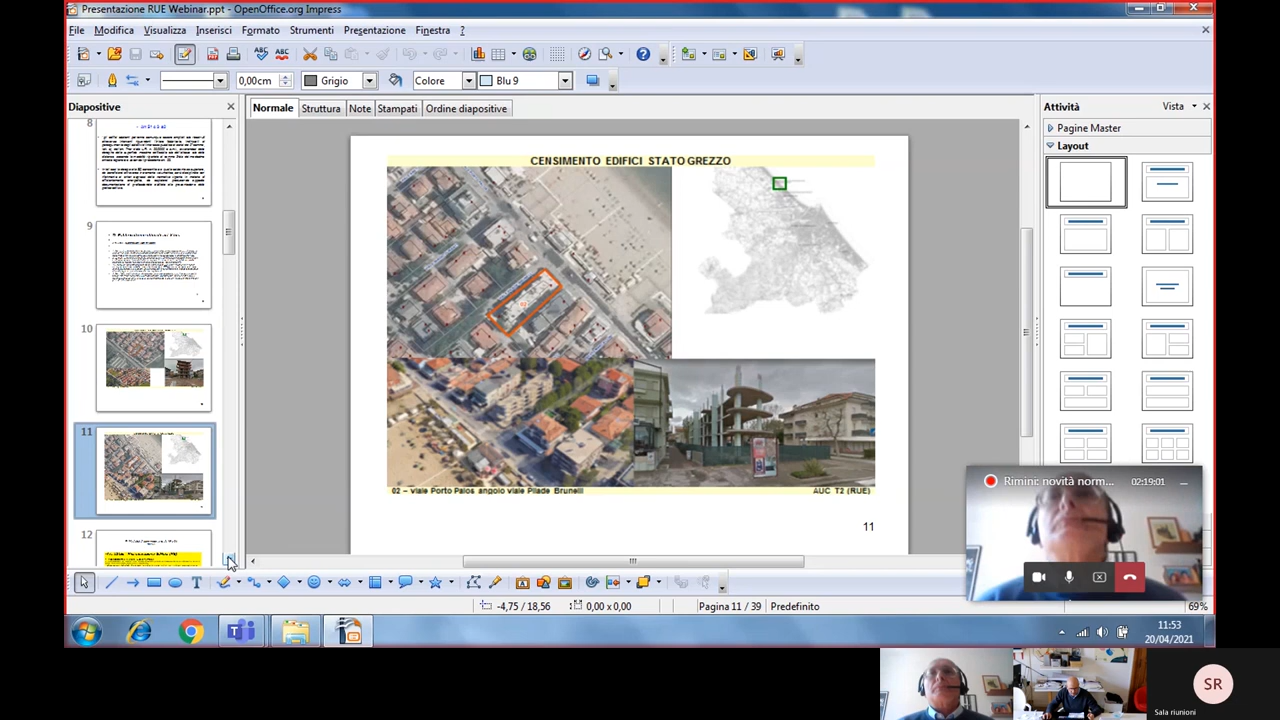 Presentazione RUE Webinar.ppt - OpenOffice.org Impress
File Modifica Visualizza Inserisci Formato Strumenti Presentazione Finestra ?
0,00cm Grigio Colore Blu 9
Diapositive
Normale Struttura Note Stampati Ordine diapositive
Attività Vista
Pagine Master
Layout
8
9
10
11
12
CENSIMENTO EDIFICI STATO GREZZO
02 – viale Porto Palos angolo viale Pilade Brunelli AUC T2 (RUE)
11
Rimini: novità norm... 02:19:01
-4,75 / 18,56 0,00 x 0,00 Pagina 11 / 39 Predefinito 69%
11:53
20/04/2021
SR
Sala riunioni